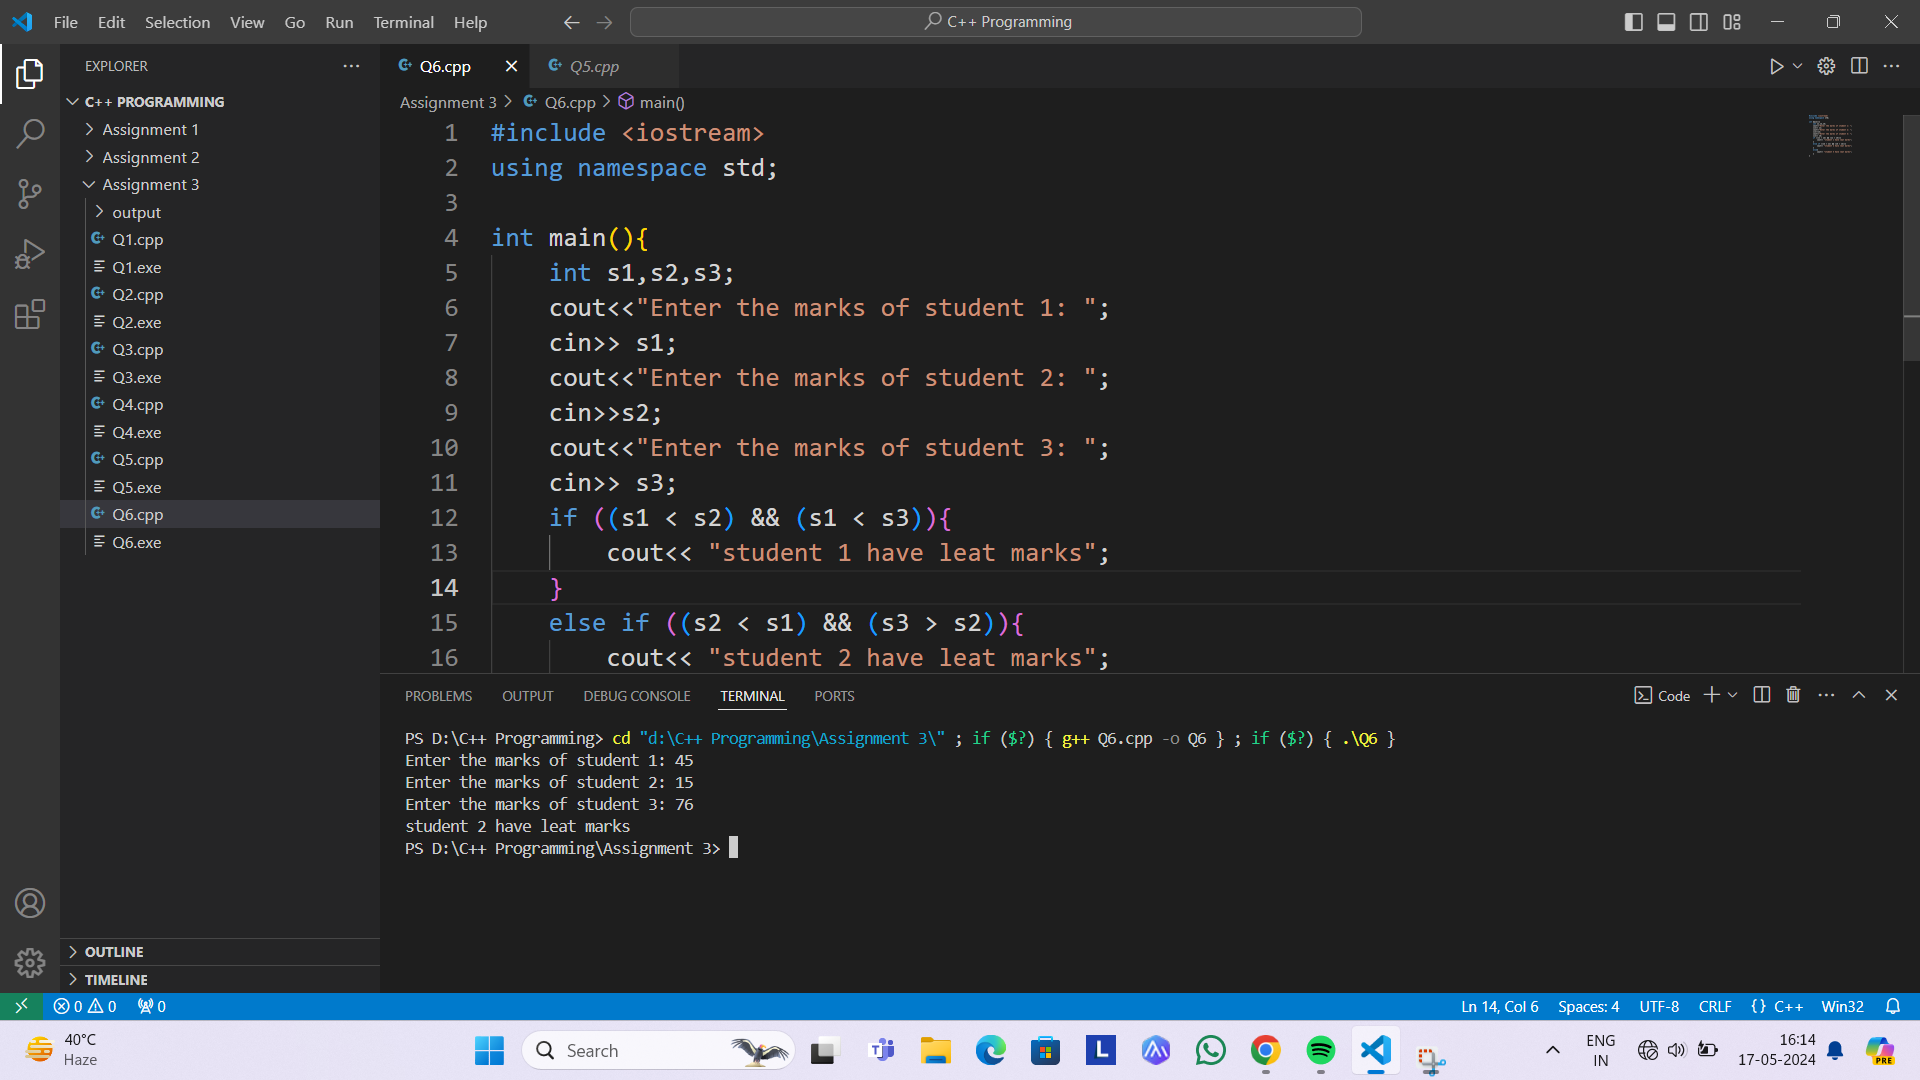 File Edit Selection View Go Run Terminal Help
C++ Programming
EXPLORER
C++ PROGRAMMING
Assignment 1
Assignment 2
Assignment 3
output
Q1.cpp
Q1.exe
Q2.cpp
Q2.exe
Q3.cpp
Q3.exe
Q4.cpp
Q4.exe
Q5.cpp
Q5.exe
Q6.cpp
Q6.exe
OUTLINE
TIMELINE
Q6.cpp Q5.cpp
Assignment 3 > Q6.cpp > main()
1 #include <iostream>
2 using namespace std;
3
4 int main(){
5 int s1,s2,s3;
6 cout<<"Enter the marks of student 1: ";
7 cin>> s1;
8 cout<<"Enter the marks of student 2: ";
9 cin>>s2;
10 cout<<"Enter the marks of student 3: ";
11 cin>> s3;
12 if ((s1 < s2) && (s1 < s3)){
13 cout<< "student 1 have leat marks";
14 }
15 else if ((s2 < s1) && (s3 > s2)){
16 cout<< "student 2 have leat marks";
PROBLEMS OUTPUT DEBUG CONSOLE TERMINAL PORTS
Code
PS D:\C++ Programming> cd "d:\C++ Programming\Assignment 3\" ; if ($?) { g++ Q6.cpp -o Q6 } ; if ($?) { .\Q6 }
Enter the marks of student 1: 45
Enter the marks of student 2: 15
Enter the marks of student 3: 76
student 2 have leat marks
PS D:\C++ Programming\Assignment 3>
0 0 0
Ln 14, Col 6 Spaces: 4 UTF-8 CRLF {} C++ Win32
40°C
Haze
Search
ENG
IN
16:14
17-05-2024
PRE